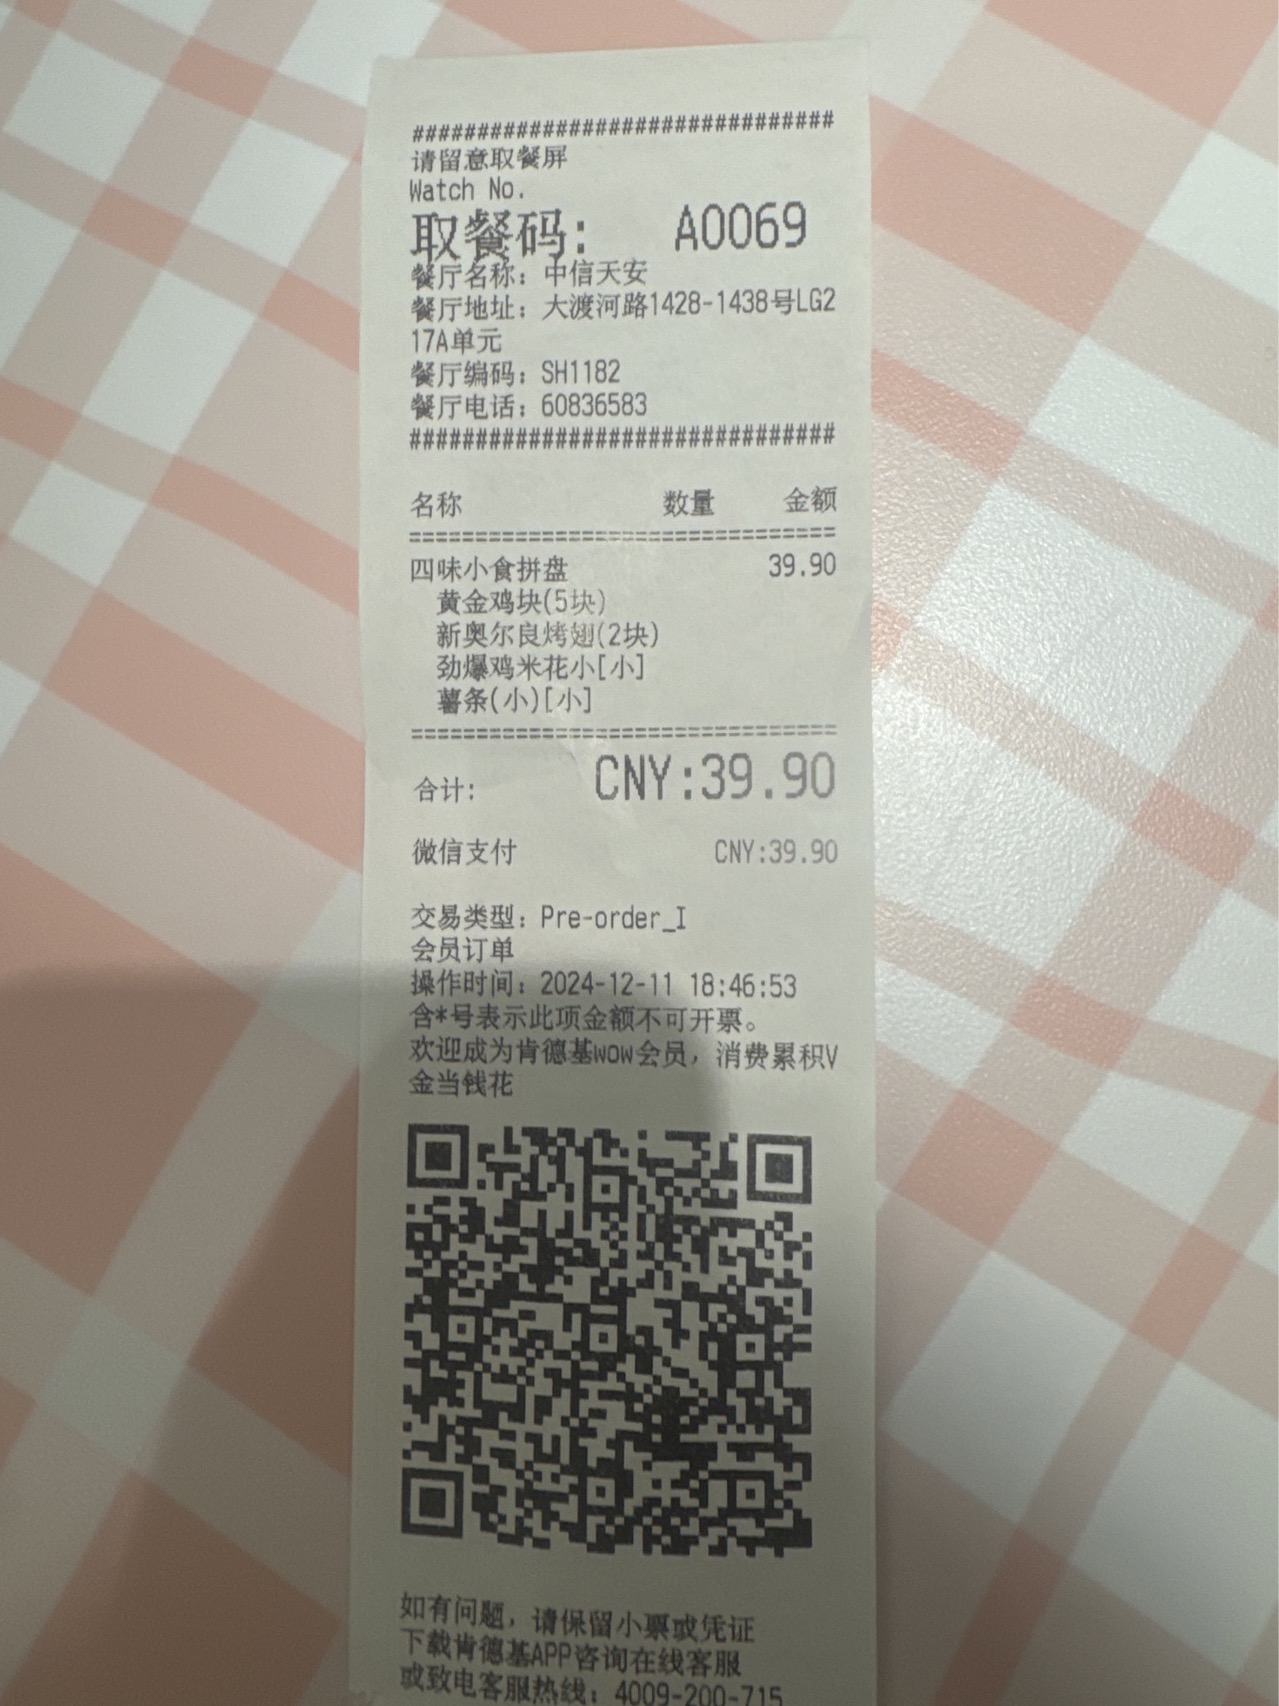 ################################
请留意取餐屏
Watch No.
取餐码: A0069
餐厅名称: 中信天安
餐厅地址: 大渡河路1428-1438号LG2
17A单元
餐厅编码: SH1182
餐厅电话: 60836583
################################
名称 数量 金额
================================
四味小食拼盘 39.90
黄金鸡块(5块)
新奥尔良烤翅(2块)
劲爆鸡米花小[小]
薯条(小)[小]
================================
合计: CNY:39.90
微信支付 CNY:39.90
交易类型: Pre-order_I
会员订单
操作时间: 2024-12-11 18:46:53
含*号表示此项金额不可开票。
欢迎成为肯德基WOW会员, 消费累积V
金当钱花
如有问题, 请保留小票或凭证
下载肯德基APP咨询在线客服
或致电客服热线: 4009-200-715